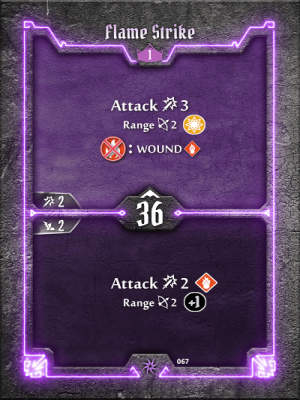 Flame Strike
1
Attack 3
Range 2
: WOUND
2
36
2
Attack 2
Range 2
+1
067